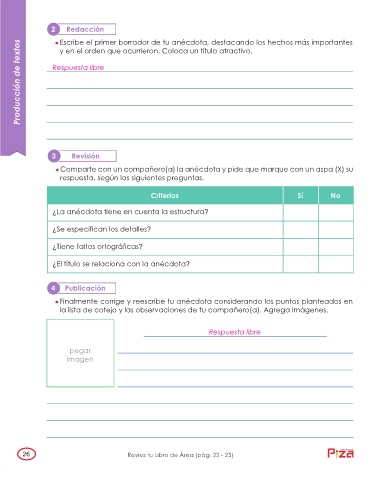 Producción de textos
2 Redacción
Escribe el primer borrador de tu anécdota, destacando los hechos más importantes
y en el orden que ocurrieron. Coloca un título atractivo.
Respuesta libre
3 Revisión
Comparte con un compañero(a) la anécdota y pide que marque con un aspa (X) su
respuesta, según las siguientes preguntas.
Criterios Sí No
¿La anécdota tiene en cuenta la estructura?
¿Se especifican los detalles?
¿Tiene faltas ortográficas?
¿El título se relaciona con la anécdota?
4 Publicación
Finalmente corrige y reescribe tu anécdota considerando los puntos planteados en
la lista de cotejo y las observaciones de tu compañero(a). Agrega imágenes.
Respuesta libre
pegar
imagen
26 Revisa tu Libro de Área (pág. 22 - 23)